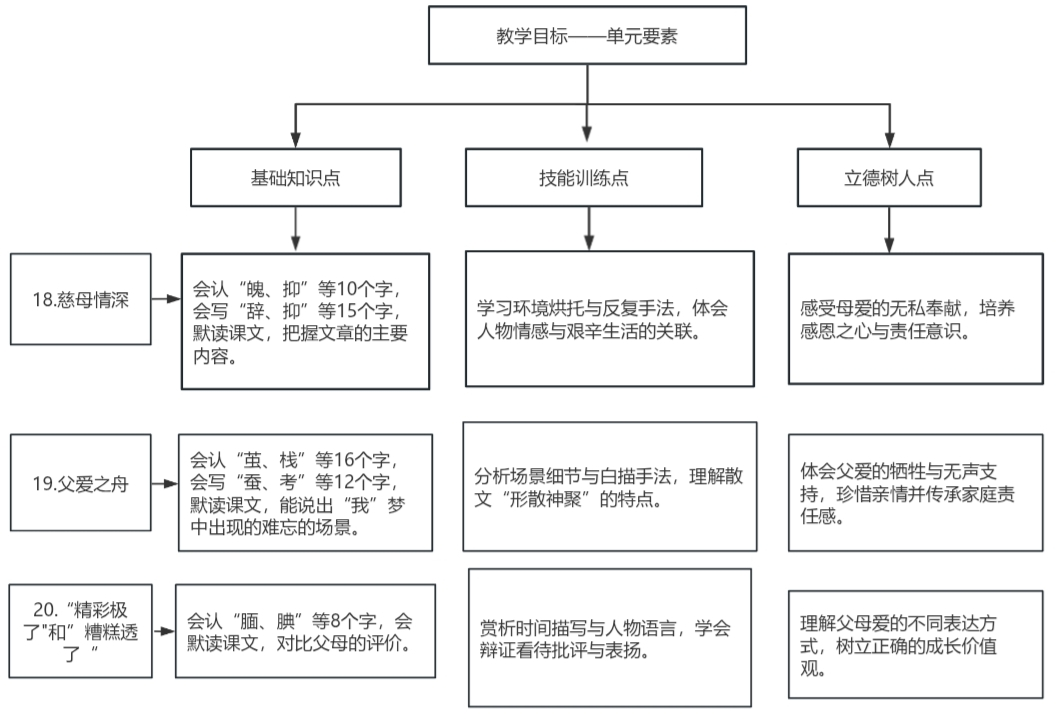 教学目标——单元要素
基础知识点
技能训练点
立德树人点
18.慈母情深
会认“魄、抑”等10个字，
会写“辞、抑”等15个字，
默读课文，把握文章的主要
内容。
学习环境烘托与反复手法，体会
人物情感与艰辛生活的关联。
感受母爱的无私奉献，培养
感恩之心与责任意识。
19.父爱之舟
会认“茧、栈”等16个字，
会写“蚕、考”等12个字，
默读课文，能说出“我”梦
中出现的难忘的场景。
分析场景细节与白描手法，理解散
文“形散神聚”的特点。
体会父爱的牺牲与无声支
持，珍惜亲情并传承家庭责
任感。
20.“精彩极
了"和”糟糕透
了“
会认“腼、腆”等8个字，会
默读课文，对比父母的评价。
赏析时间描写与人物语言，学会
辩证看待批评与表扬。
理解父母爱的不同表达方
式，树立正确的成长价值
观。